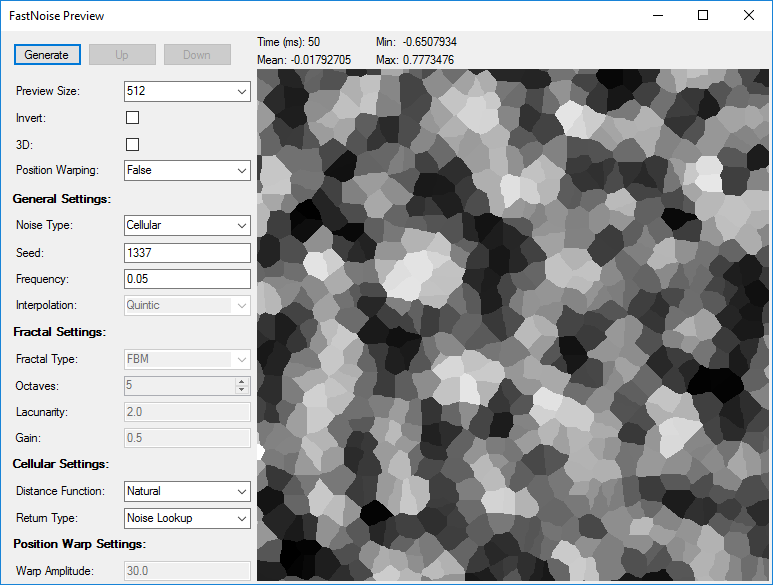 FastNoise Preview
Generate Up Down
Time (ms): 50 Min: -0.6507934
Mean: -0.01792705 Max: 0.7773476
Preview Size: 512
Invert:
3D:
Position Warping: False
General Settings:
Noise Type: Cellular
Seed: 1337
Frequency: 0.05
Interpolation: Quintic
Fractal Settings:
Fractal Type: FBM
Octaves: 5
Lacunarity: 2.0
Gain: 0.5
Cellular Settings:
Distance Function: Natural
Return Type: Noise Lookup
Position Warp Settings:
Warp Amplitude: 30.0